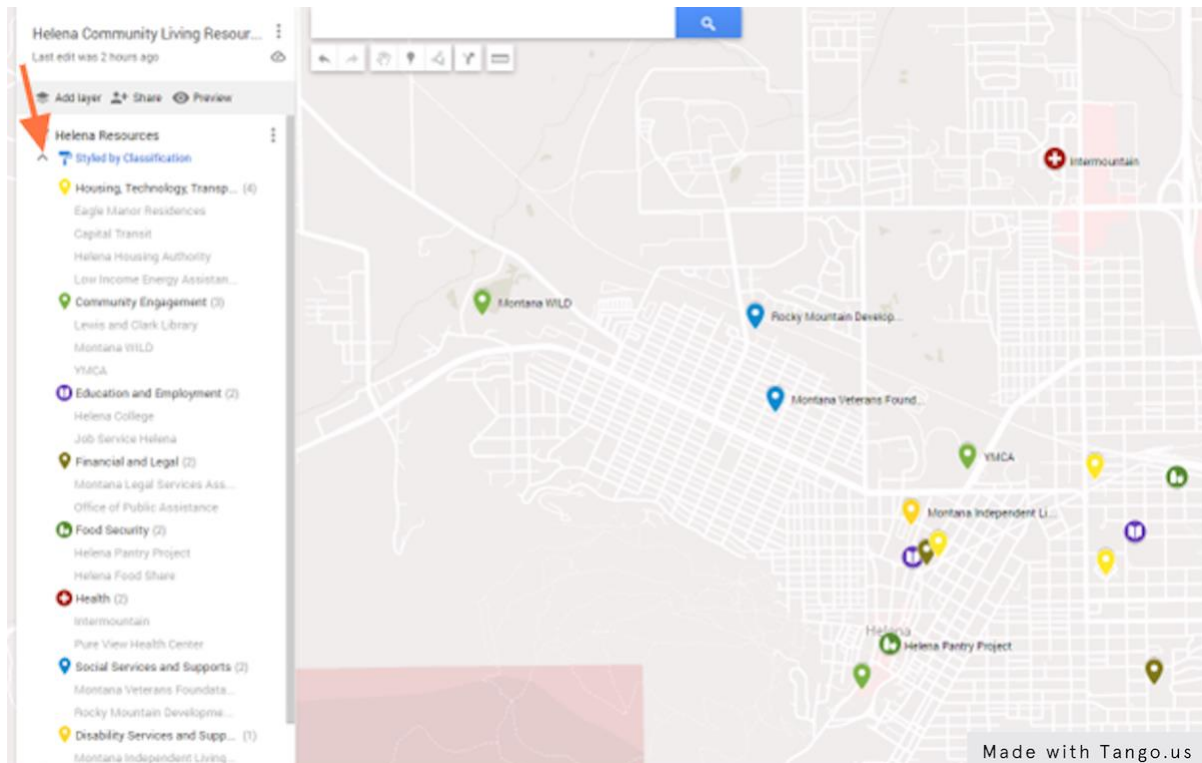 Helena Community Living Resour...
Last edit was 2 hours ago
Add layer Share Preview
Helena Resources
Styled by Classification
Housing, Technology, Transp... (4)
Eagle Manor Residences
Capital Transit
Helena Housing Authority
Low Income Energy Assistan...
Community Engagement (3)
Lewis and Clark Library
Montana WILD
YMCA
Education and Employment (2)
Helena College
Job Service Helena
Financial and Legal (2)
Montana Legal Services Ass...
Office of Public Assistance
Food Security (2)
Helena Pantry Project
Helena Food Share
Health (2)
Intermountain
Pure View Health Center
Social Services and Supports (2)
Montana Veterans Foundata...
Rocky Mountain Developme...
Disability Services and Supp... (1)
Montana Independent Living...
Intermountain
Montana WILD
Rocky Mountain Develop...
Montana Veterans Found...
YMCA
Montana Independent Li...
Helena
Helena Pantry Project
Made with Tango.us